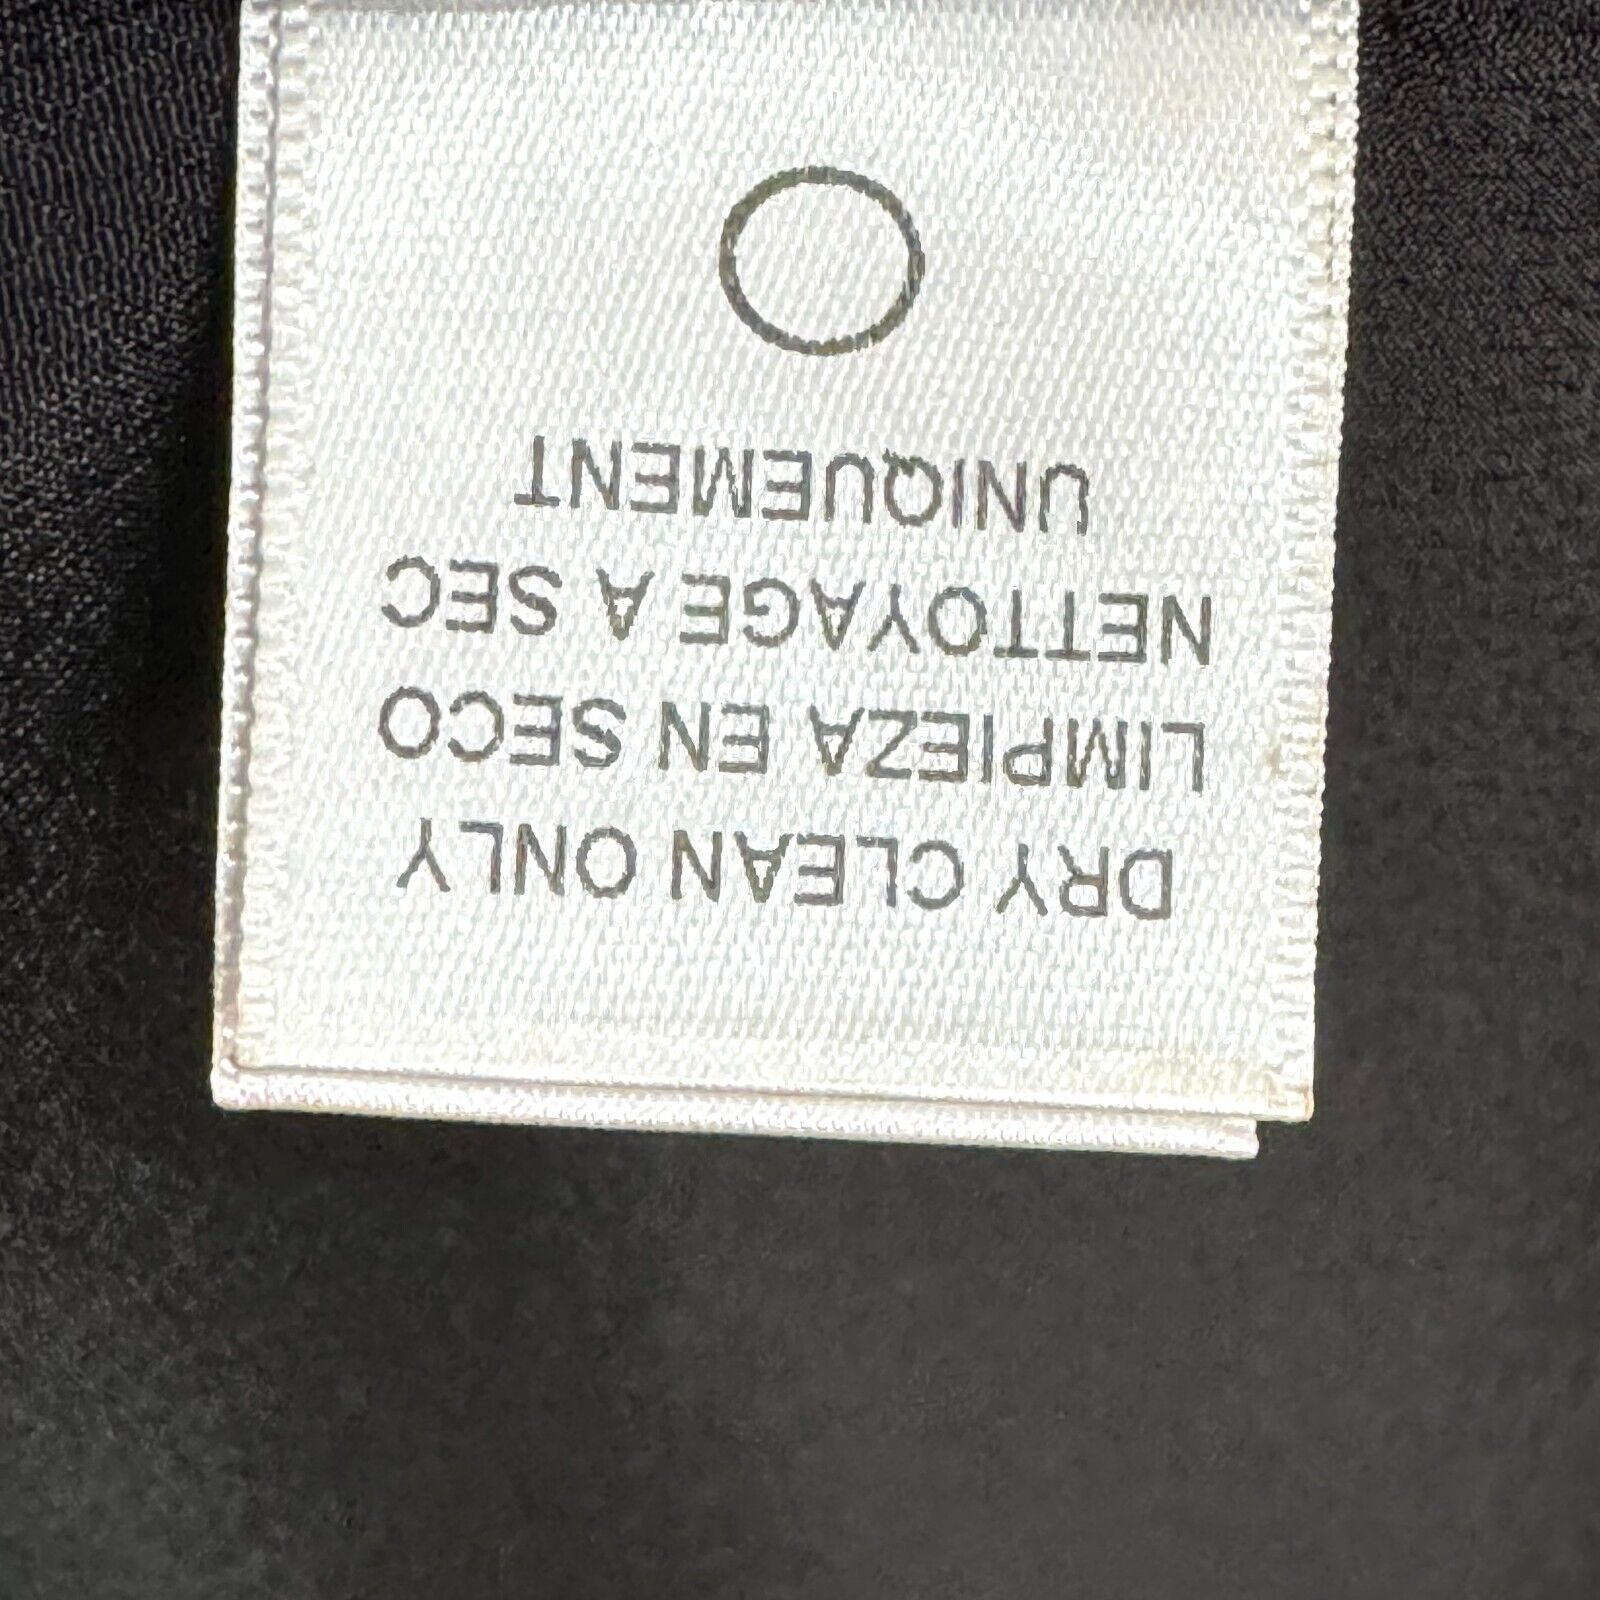 DRY CLEAN ONLY
LIMPIEZA EN SECO
NETTOYAGE A SEC
UNIQUEMENT